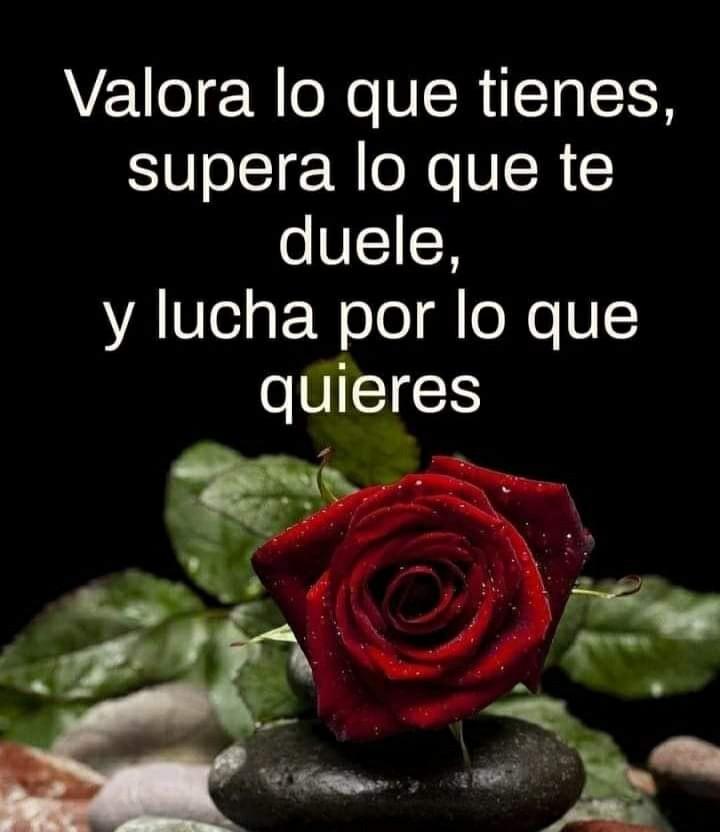 Valora lo que tienes,
supera lo que te
duele,
y lucha por lo que
quieres